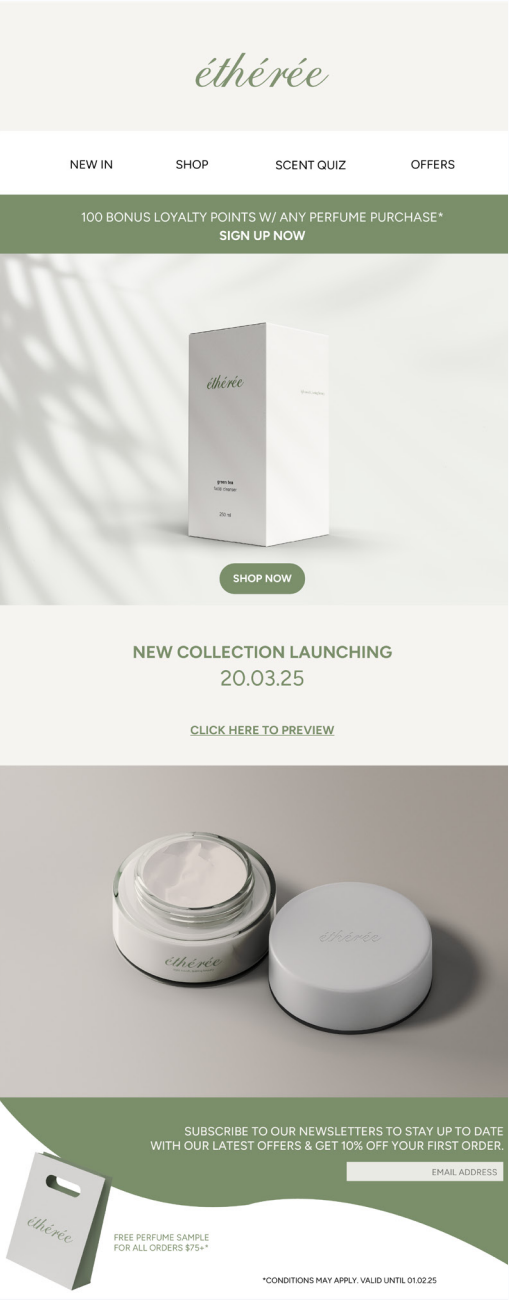 éthérée
NEW IN SHOP SCENT QUIZ OFFERS
100 BONUS LOYALTY POINTS W/ ANY PERFUME PURCHASE*
SIGN UP NOW
éthérée
green tea
facial cleanser
250 ml
SHOP NOW
NEW COLLECTION LAUNCHING
20.03.25
CLICK HERE TO PREVIEW
éthérée
éthérée
SUBSCRIBE TO OUR NEWSLETTERS TO STAY UP TO DATE
WITH OUR LATEST OFFERS & GET 10% OFF YOUR FIRST ORDER.
EMAIL ADDRESS
éthérée
FREE PERFUME SAMPLE
FOR ALL ORDERS $75+*
*CONDITIONS MAY APPLY. VALID UNTIL 01.02.25